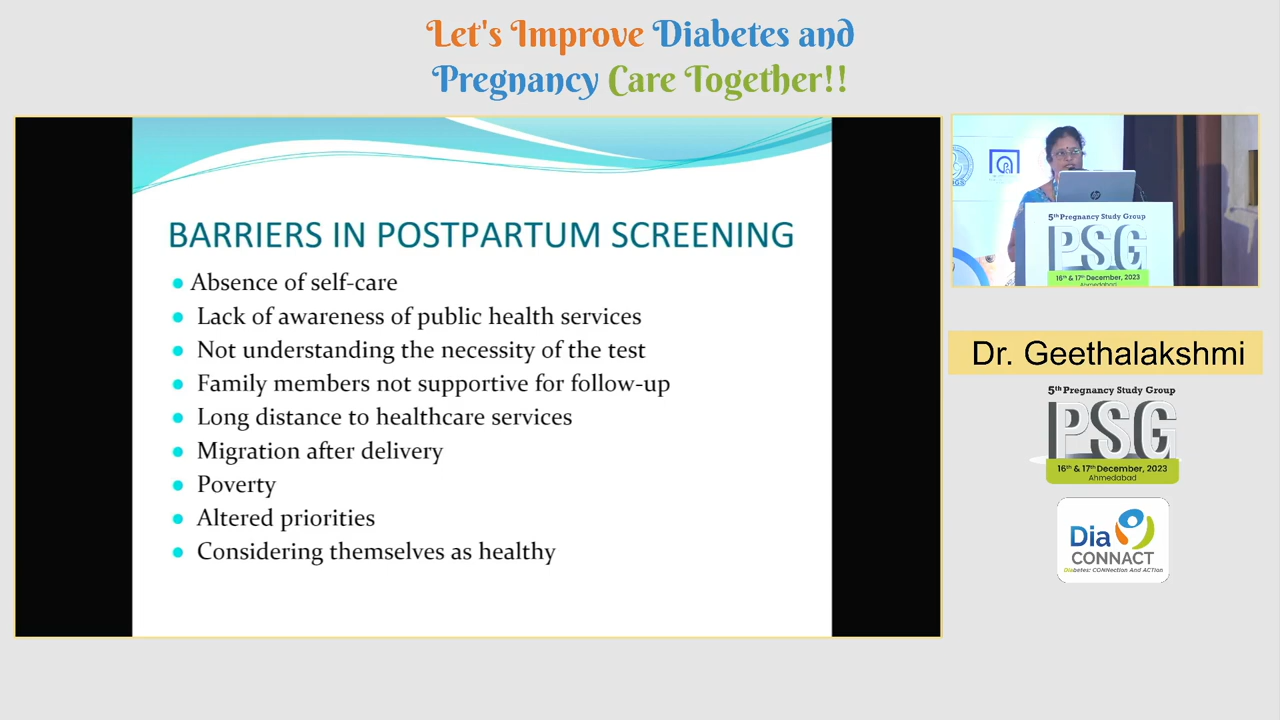 Let's Improve Diabetes and
Pregnancy Care Together!!
BARRIERS IN POSTPARTUM SCREENING
Absence of self-care
Lack of awareness of public health services
Not understanding the necessity of the test
Family members not supportive for follow-up
Long distance to healthcare services
Migration after delivery
Poverty
Altered priorities
Considering themselves as healthy
hp
5th Pregnancy Study Group
PSG
16th & 17th December, 2023
Ahmedabad
Dr. Geethalakshmi
5th Pregnancy Study Group
PSG
16th & 17th December, 2023
Ahmedabad
Dia
CONNACT
Diabetes: CONNection And ACTion